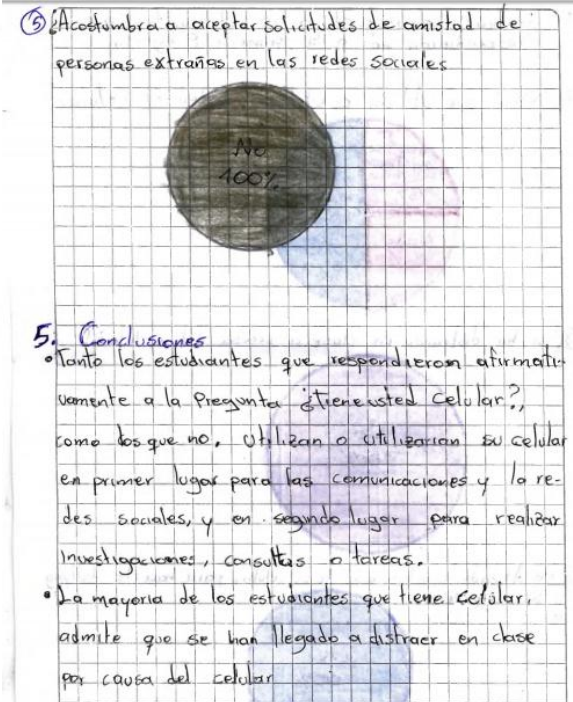 ⑤ ¿Acostumbra a aceptar solicitudes de amistad de
personas extrañas en las redes sociales
No
100%
5. Conclusiones
• Tanto los estudiantes que respondieron afirmati-
vamente a la Pregunta ¿tiene usted celular?,
como los que no, utilizan o utilizarian su celular
en primer lugar para las comunicaciones y la re-
des sociales, y en segundo lugar para realizar
investigaciones, consultas o tareas.
• La mayoria de los estudiantes que tiene celular,
admite que se han llegado a distraer en clase
por causa del celular